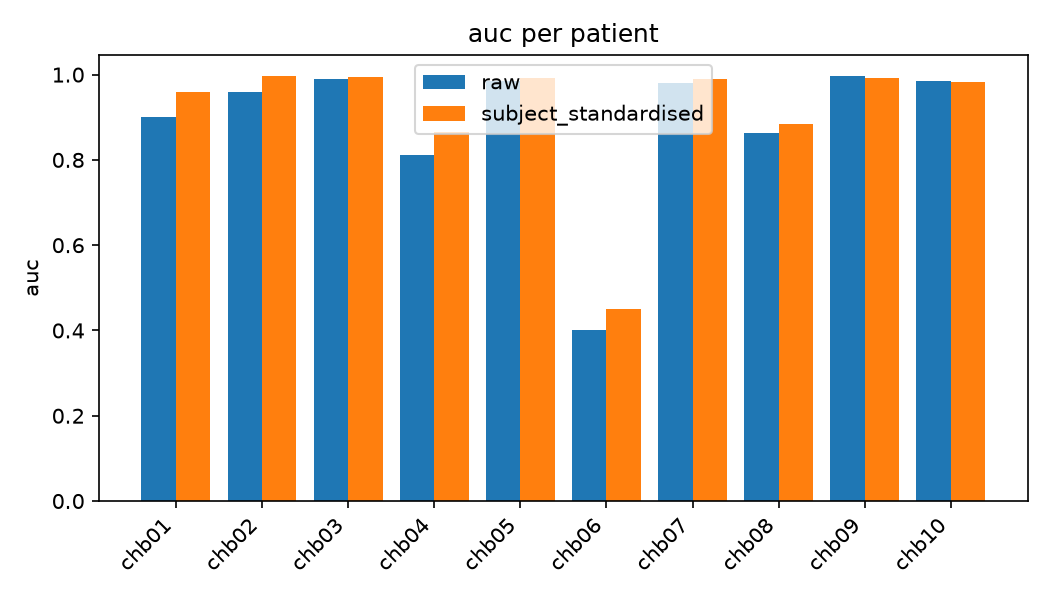 auc per patient
raw
subject_standardised
auc
1.0
0.8
0.6
0.4
0.2
0.0
chb01
chb02
chb03
chb04
chb05
chb06
chb07
chb08
chb09
chb10